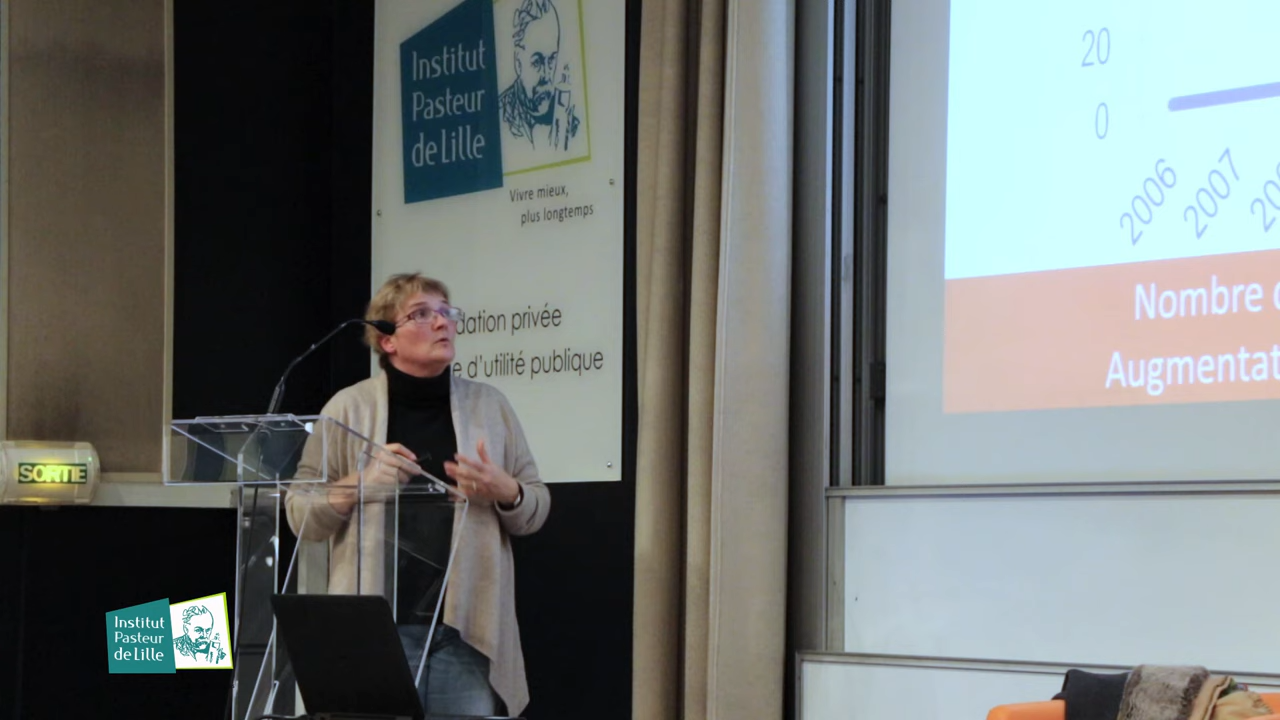 Institut
Pasteur
de Lille
Vivre mieux,
plus longtemps
dation privée
e d'utilité publique
SORTIE
20
0
2006
2007
Nombre
Augmentat
Institut
Pasteur
de Lille